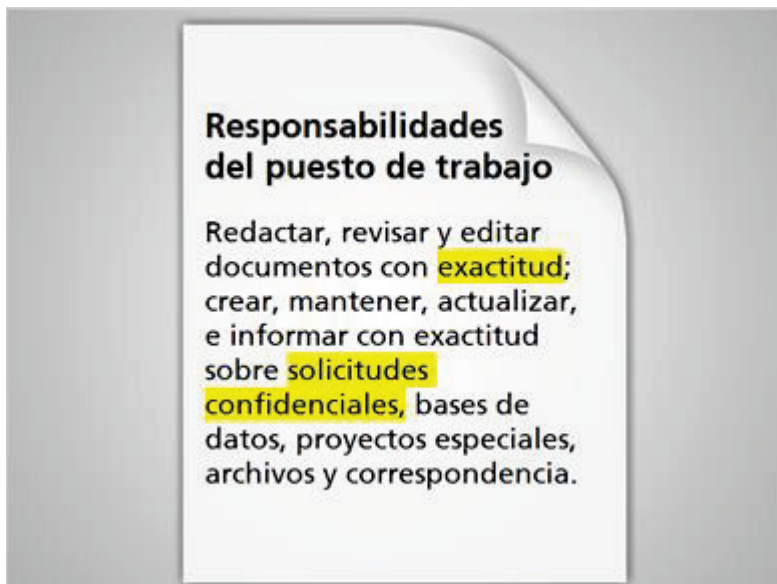 Responsabilidades
del puesto de trabajo
Redactar, revisar y editar
documentos con exactitud;
crear, mantener, actualizar,
e informar con exactitud
sobre solicitudes
confidenciales, bases de
datos, proyectos especiales,
archivos y correspondencia.